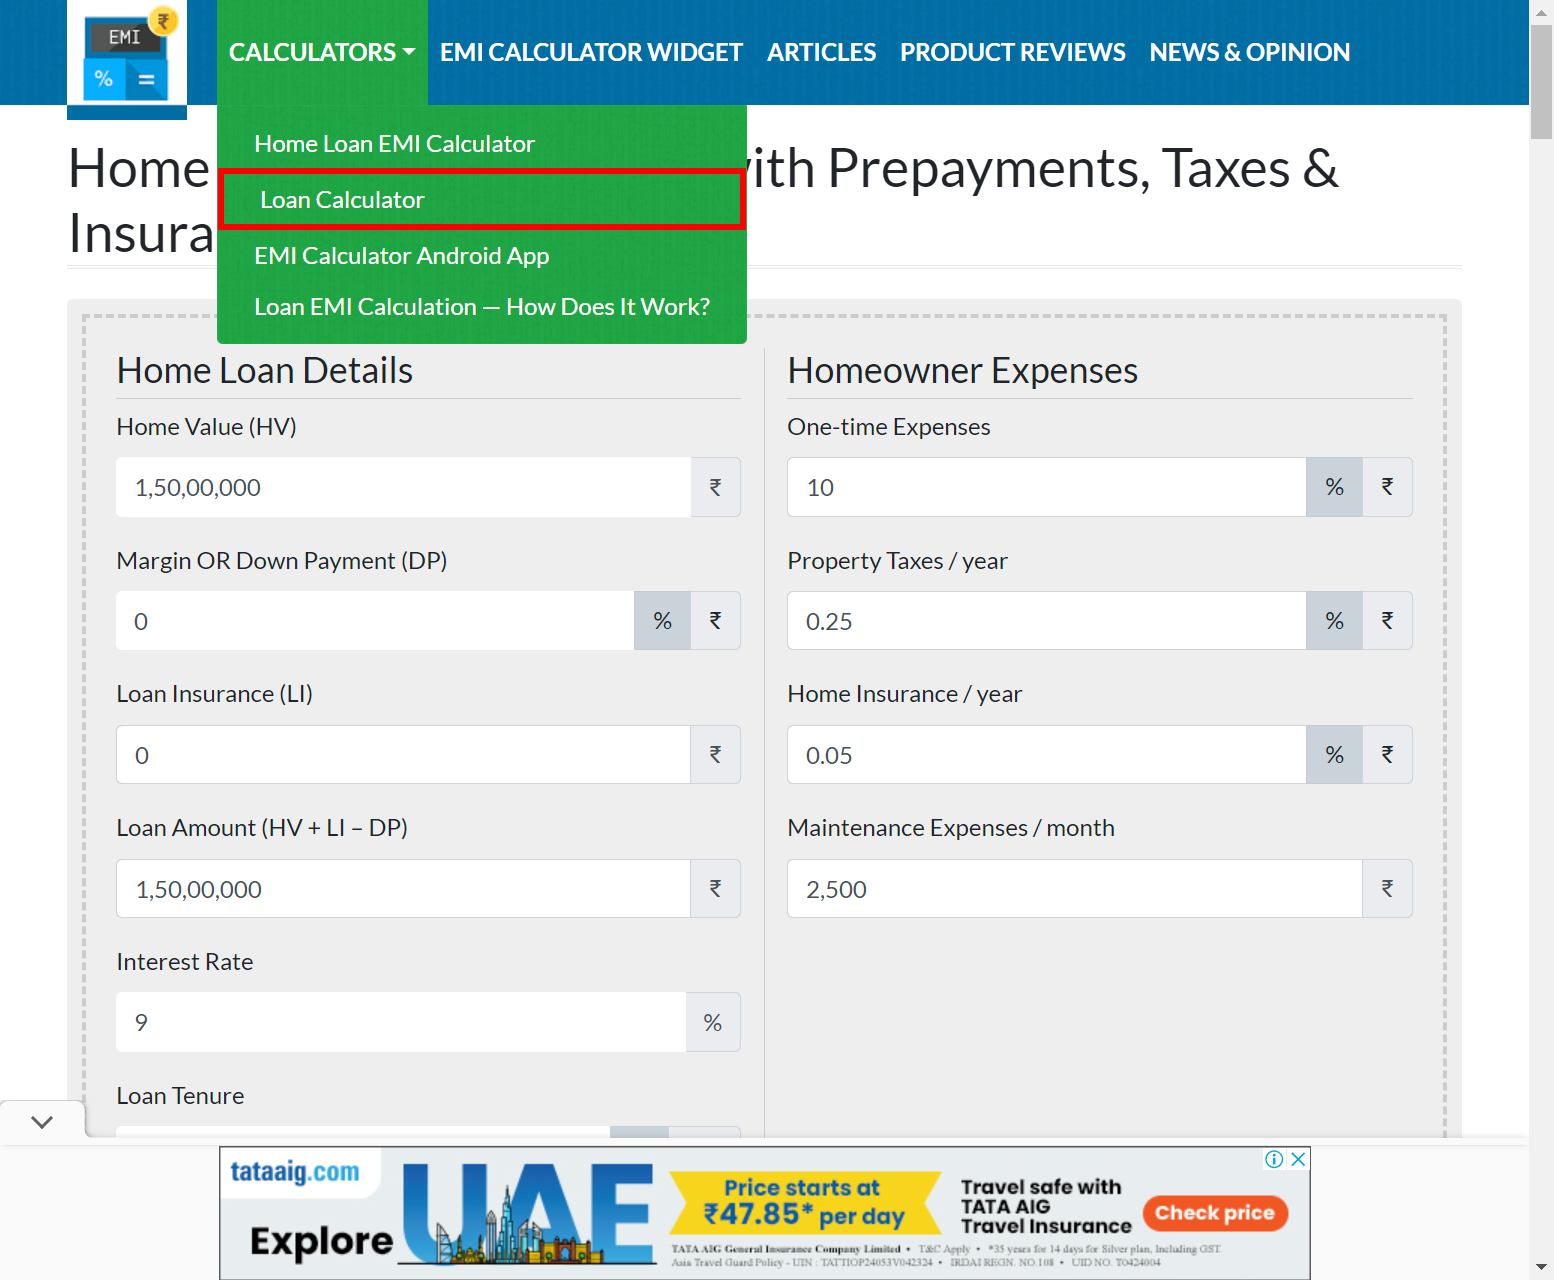 EMI
₹
%
=
CALCULATORS
EMI CALCULATOR WIDGET
ARTICLES
PRODUCT REVIEWS
NEWS & OPINION
Home Loan EMI Calculator
Loan Calculator
EMI Calculator Android App
Loan EMI Calculation — How Does It Work?
Home
ith Prepayments, Taxes &
Insura
Home Loan Details
Home Value (HV)
1,50,00,000 ₹
Margin OR Down Payment (DP)
0 % ₹
Loan Insurance (LI)
0 ₹
Loan Amount (HV + LI – DP)
1,50,00,000 ₹
Interest Rate
9 %
Loan Tenure
Homeowner Expenses
One-time Expenses
10 % ₹
Property Taxes / year
0.25 % ₹
Home Insurance / year
0.05 % ₹
Maintenance Expenses / month
2,500 ₹
tataaig.com
Explore
UAE
Price starts at
₹47.85* per day
Travel safe with
TATA AIG
Travel Insurance
Check price
TATA AIG General Insurance Company Limited • T&C Apply • *35 years for 14 days for Silver plan, Including GST.
Asia Travel Guard Policy - UIN : TATTIOP24053V042324 • IRDAI REGN. NO.108 • UID NO. T0424004